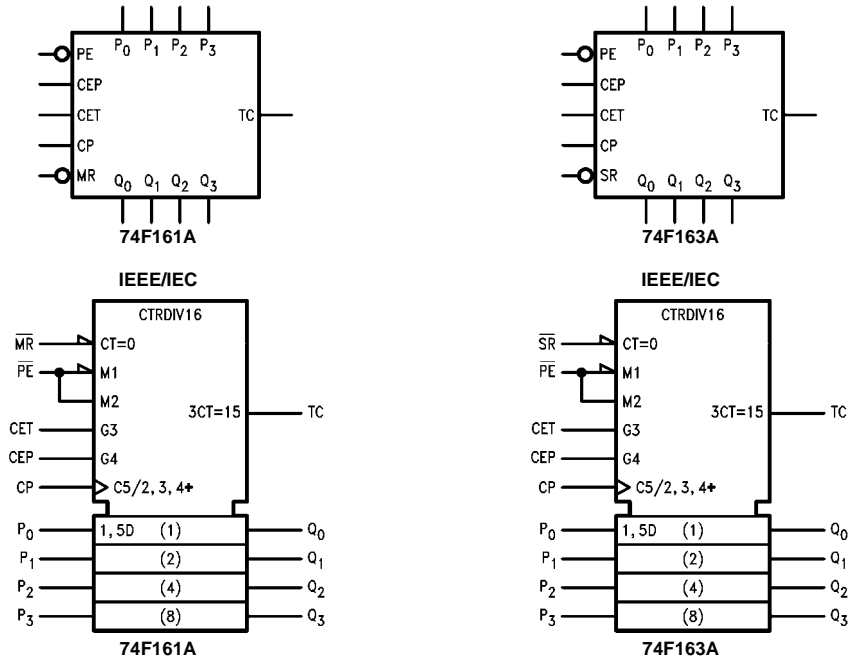 P0 P1 P2 P3
PE
CEP
CET
TC
CP
MR
Q0 Q1 Q2 Q3
74F161A
P0 P1 P2 P3
PE
CEP
CET
TC
CP
SR
Q0 Q1 Q2 Q3
74F163A
IEEE/IEC
CTRDIV16
M̅R̅ CT=0
P̅E̅ M1
M2
3CT=15 TC
CET G3
CEP G4
CP C5/2,3,4+
P0 1,5D (1) Q0
P1 (2) Q1
P2 (4) Q2
P3 (8) Q3
74F161A
IEEE/IEC
CTRDIV16
S̅R̅ CT=0
P̅E̅ M1
M2
3CT=15 TC
CET G3
CEP G4
CP C5/2,3,4+
P0 1,5D (1) Q0
P1 (2) Q1
P2 (4) Q2
P3 (8) Q3
74F163A